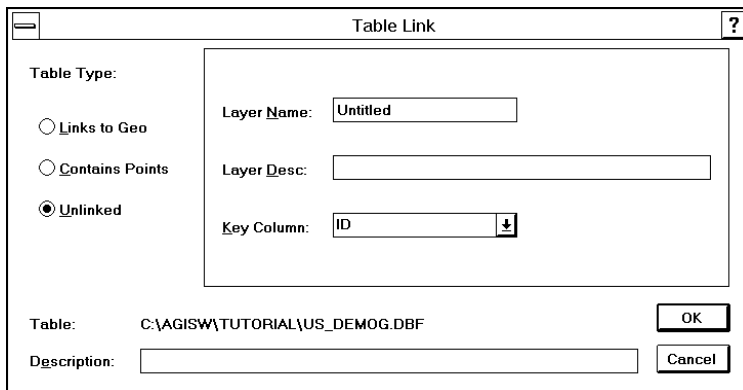 Table Link
?
Table Type:
Links to Geo
Contains Points
Unlinked
Layer Name: Untitled
Layer Desc:
Key Column: ID
Table: C:\AGISW\TUTORIAL\US_DEMOG.DBF
Description:
OK
Cancel